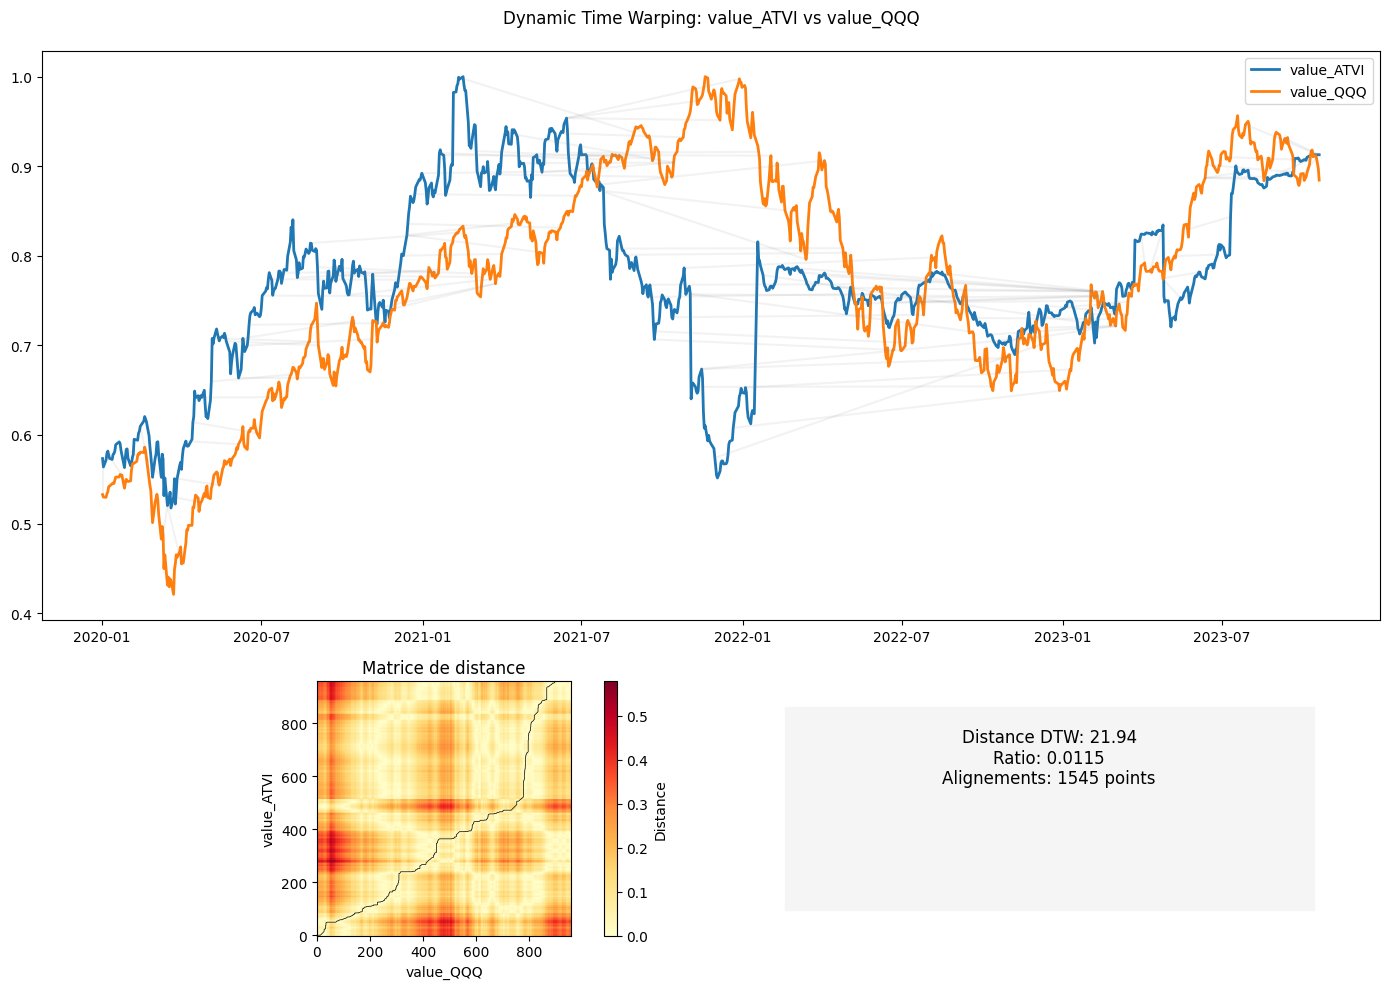 Dynamic Time Warping: value_ATVI vs value_QQQ
value_ATVI
value_QQQ
1.0
0.9
0.8
0.7
0.6
0.5
0.4
2020-01 2020-07 2021-01 2021-07 2022-01 2022-07 2023-01 2023-07
Matrice de distance
value_ATVI
800
600
400
200
0
0 200 400 600 800
value_QQQ
0.5
0.4
0.3
0.2
0.1
0.0
Distance
Distance DTW: 21.94
Ratio: 0.0115
Alignements: 1545 points